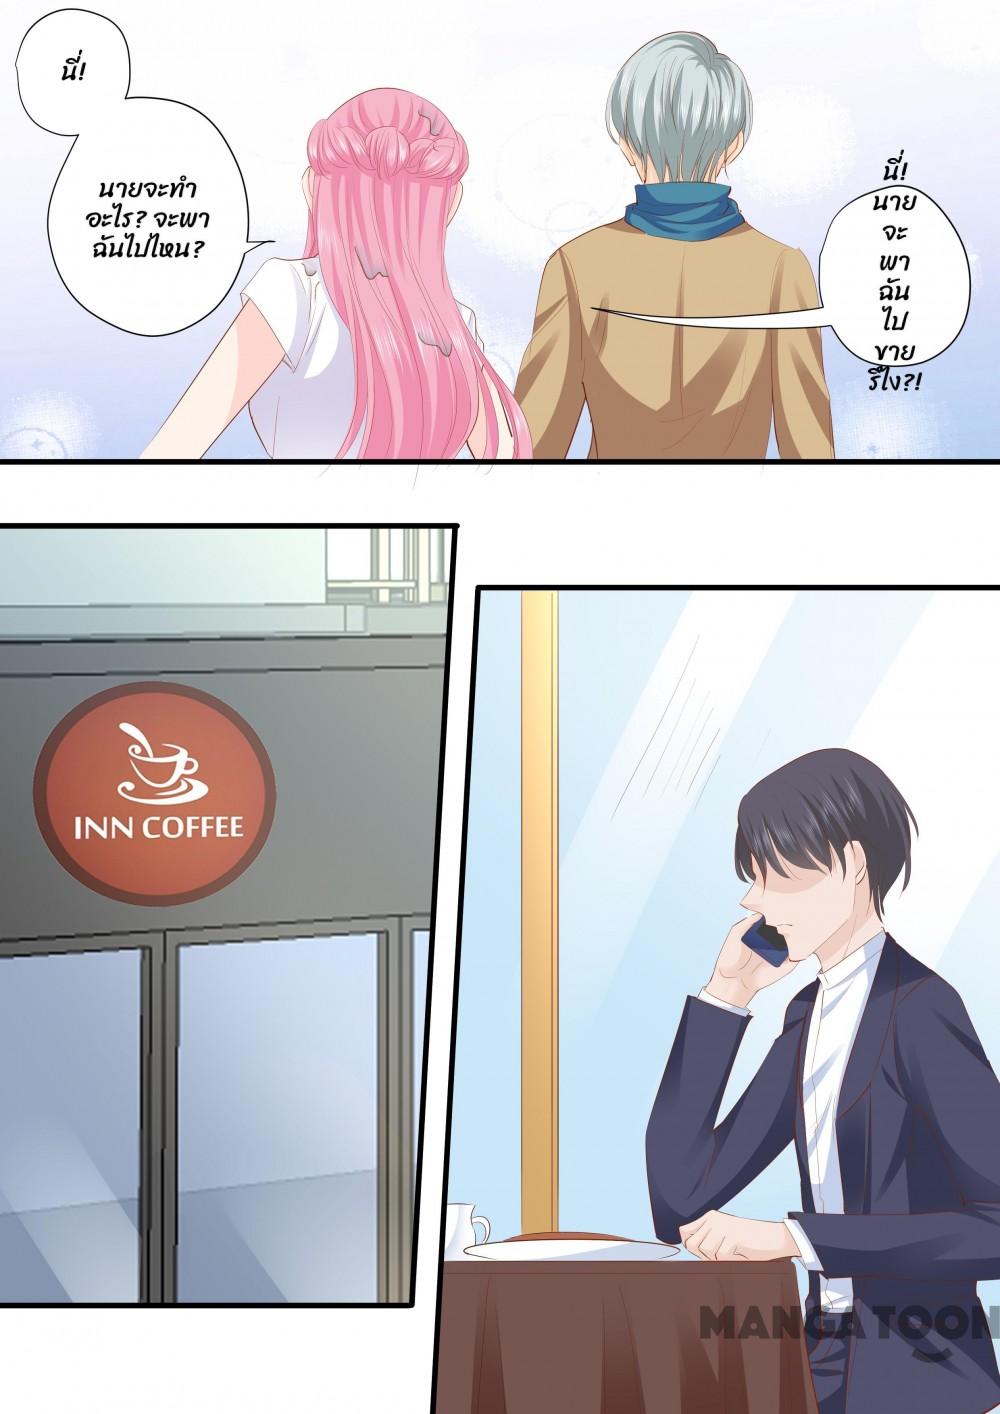 นี่!
นายจะทำ
อะไร? จะพา
ฉันไปไหน?
นี่!
นาย
จะ
พา
ฉัน
ไป
ขาย
รึไง?!
INN COFFEE
MANGATOON